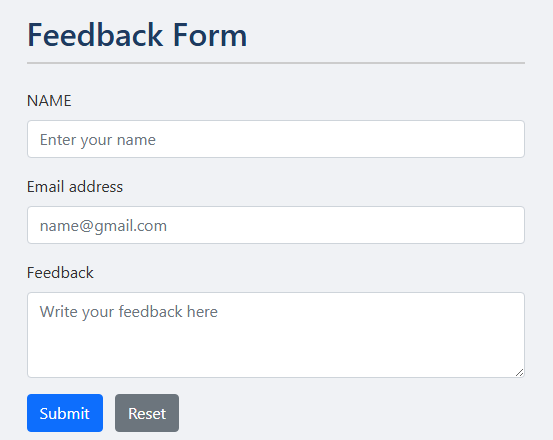 Feedback Form
NAME
Enter your name
Email address
name@gmail.com
Feedback
Write your feedback here
Submit Reset